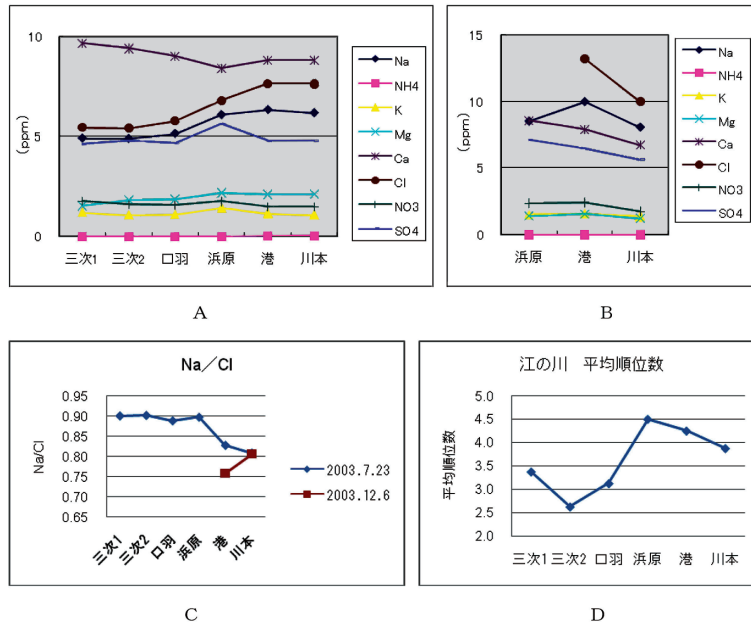 10
5
0
(ppm)
三次1 三次2 口羽 浜原 港 川本
Na
NH4
K
Mg
Ca
Cl
NO3
SO4
A
15
10
5
0
(ppm)
浜原 港 川本
Na
NH4
K
Mg
Ca
Cl
NO3
SO4
B
Na／Cl
0.95
0.90
0.85
0.80
0.75
0.70
0.65
Na/Cl
三次1 三次2 口羽 浜原 港 川本
2003.7.23
2003.12.6
C
江の川 平均順位数
5.0
4.5
4.0
3.5
3.0
2.5
2.0
平均順位数
三次1 三次2 口羽 浜原 港 川本
D